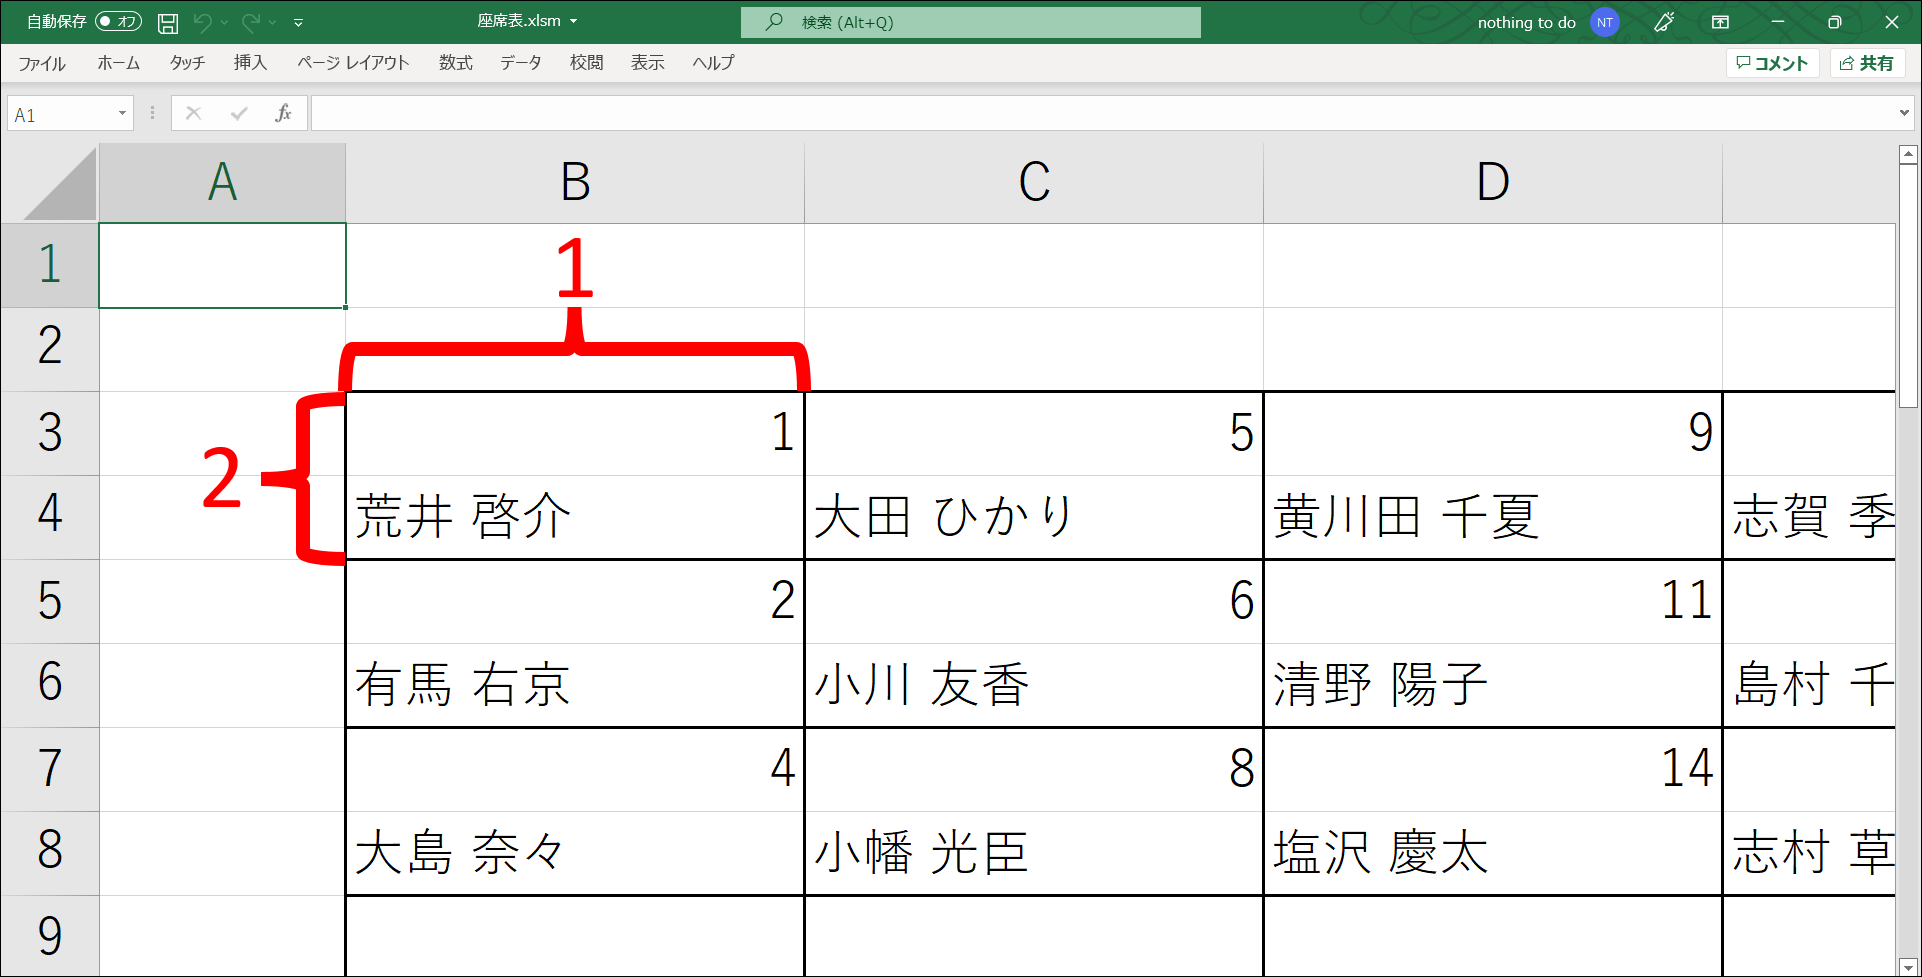 自動保存 オフ 座席表.xlsm 検索 (Alt+Q) nothing to do NT
ファイル ホーム タッチ 挿入 ページ レイアウト 数式 データ 校閲 表示 ヘルプ コメント 共有
A1 fx
A B C D
1
1
2
3 1 5 9
2
4 荒井 啓介 大田 ひかり 黄川田 千夏 志賀 季
5 2 6 11
6 有馬 右京 小川 友香 清野 陽子 島村 千
7 4 8 14
8 大島 奈々 小幡 光臣 塩沢 慶太 志村 草
9